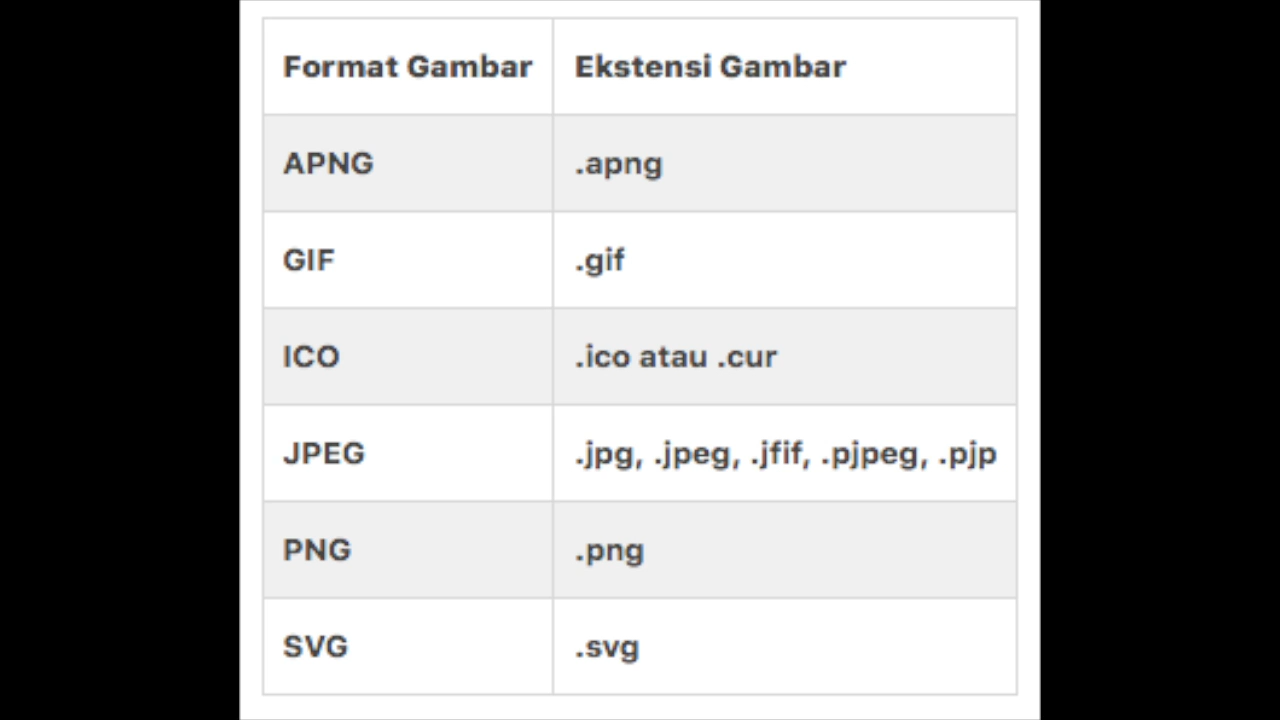 Format Gambar Ekstensi Gambar
APNG .apng
GIF .gif
ICO .ico atau .cur
JPEG .jpg, .jpeg, .jfif, .pjpeg, .pjp
PNG .png
SVG .svg